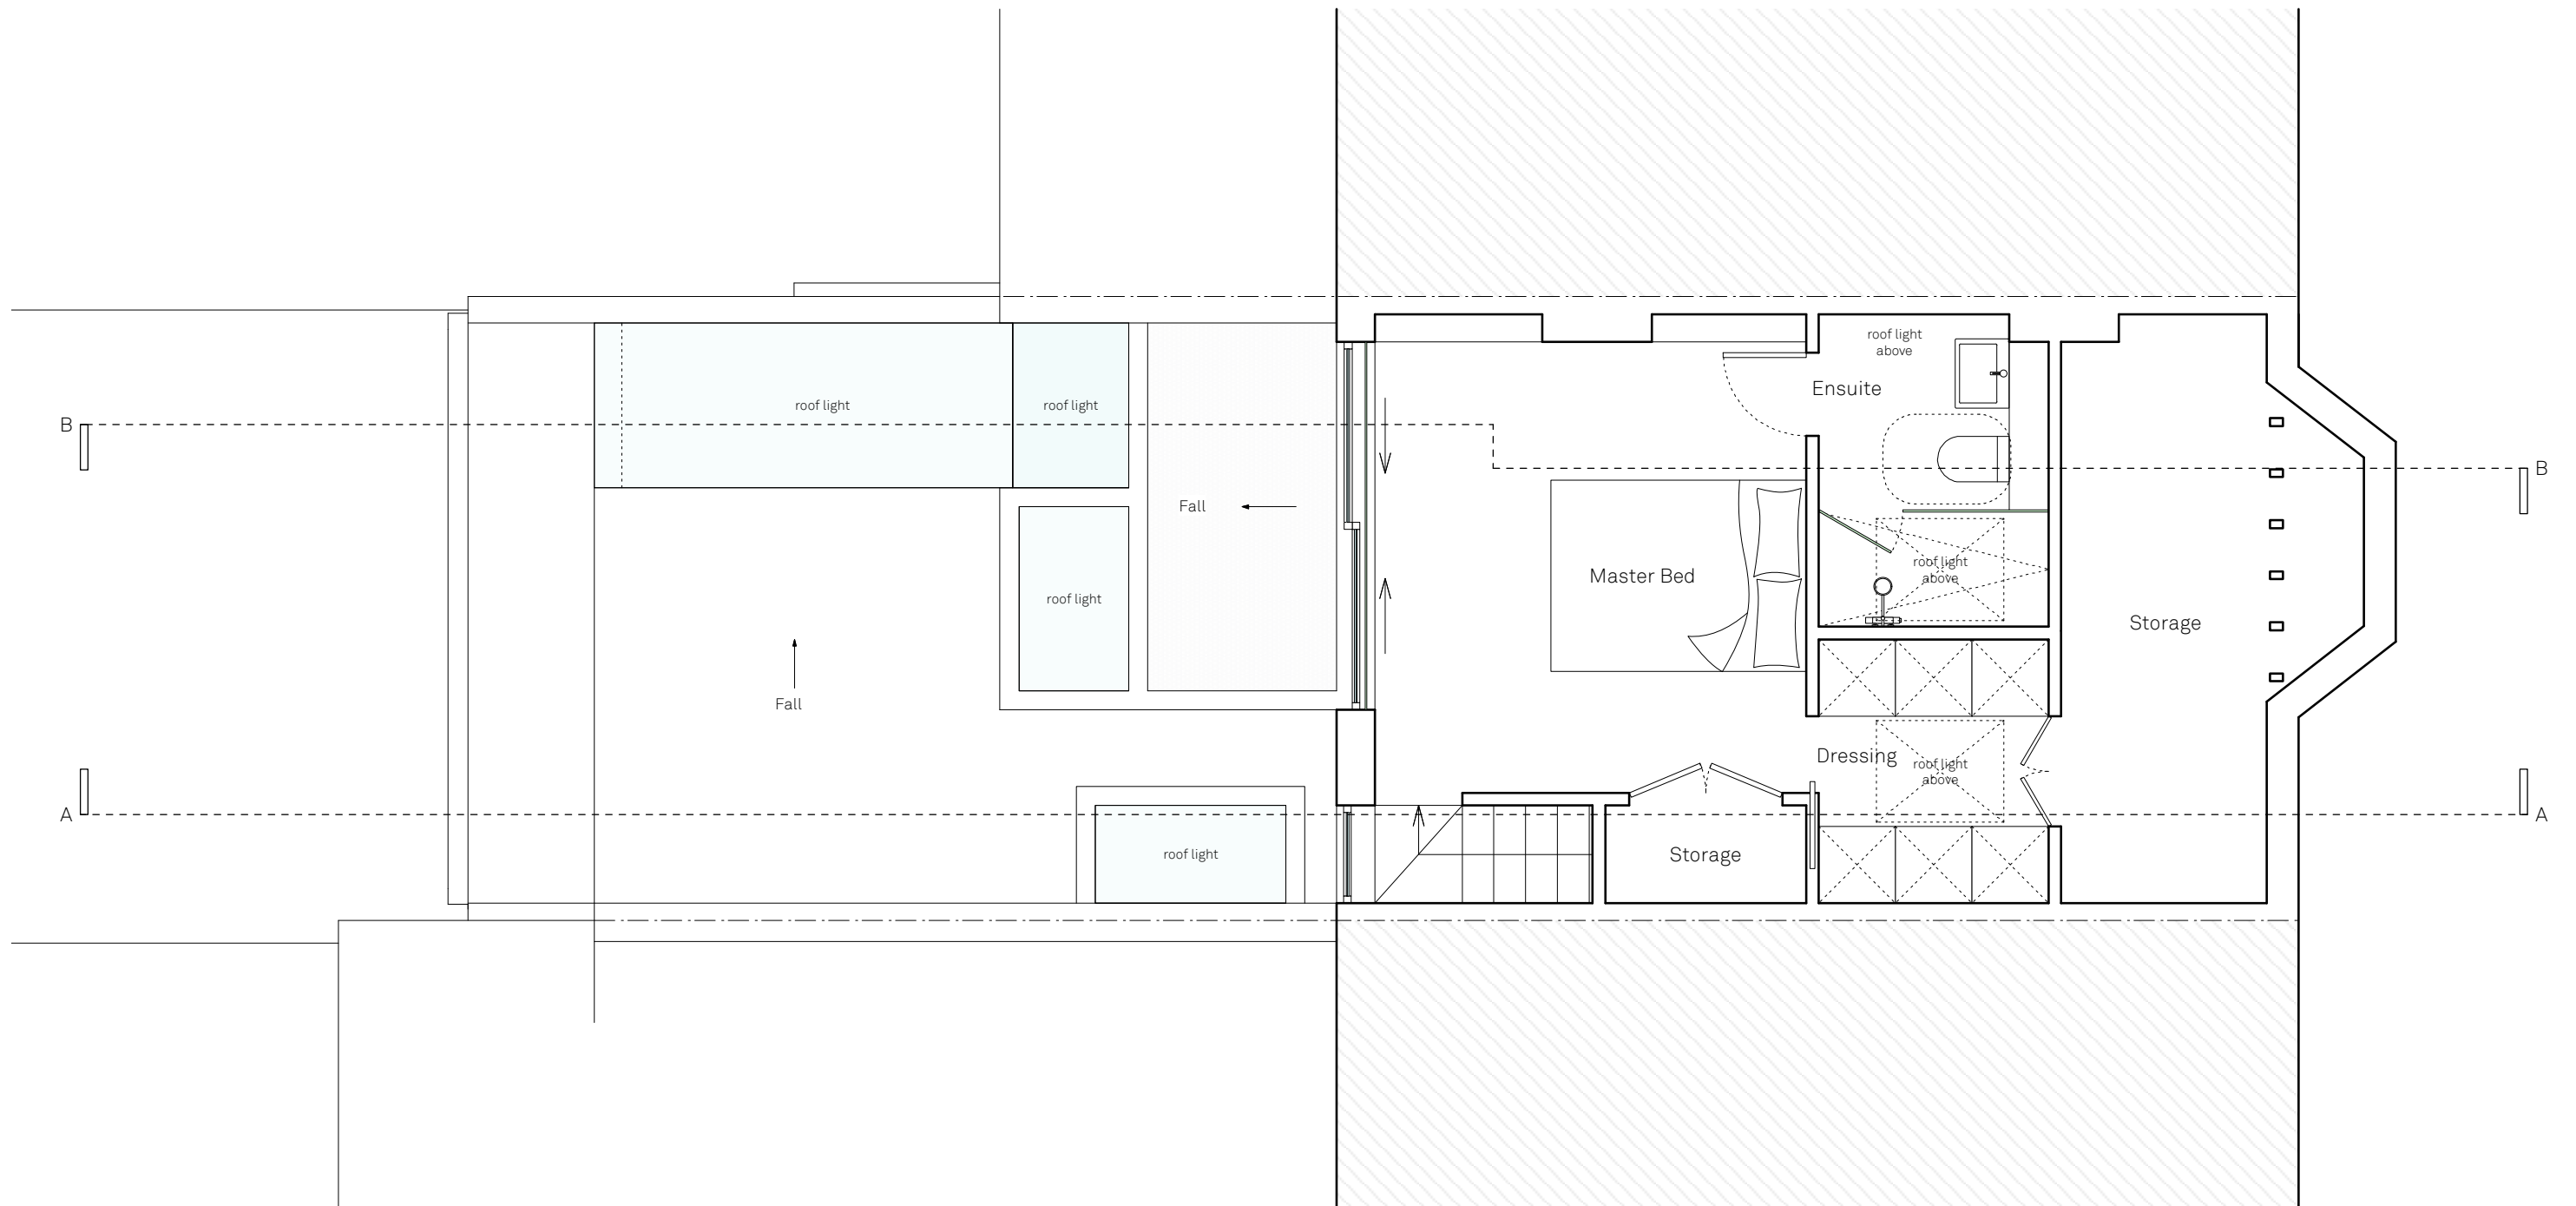 roof light
above
Ensuite
roof light
roof light
B
B
Fall
roof light
above
Master Bed
roof light
Storage
Fall
Dressing
roof light
above
A
A
roof light
Storage